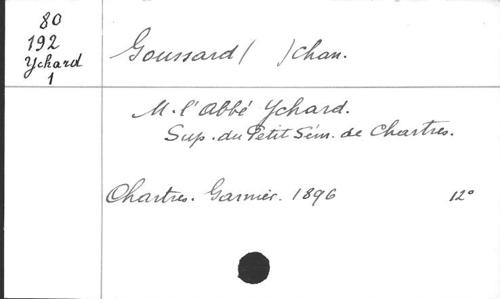 80
192
Ychard
1
Goussard ( ) chan.
M. l'Abbé Ychard.
Sup. du Petit Sém. de Chartres.
Chartres. Garnier. 1896 12°